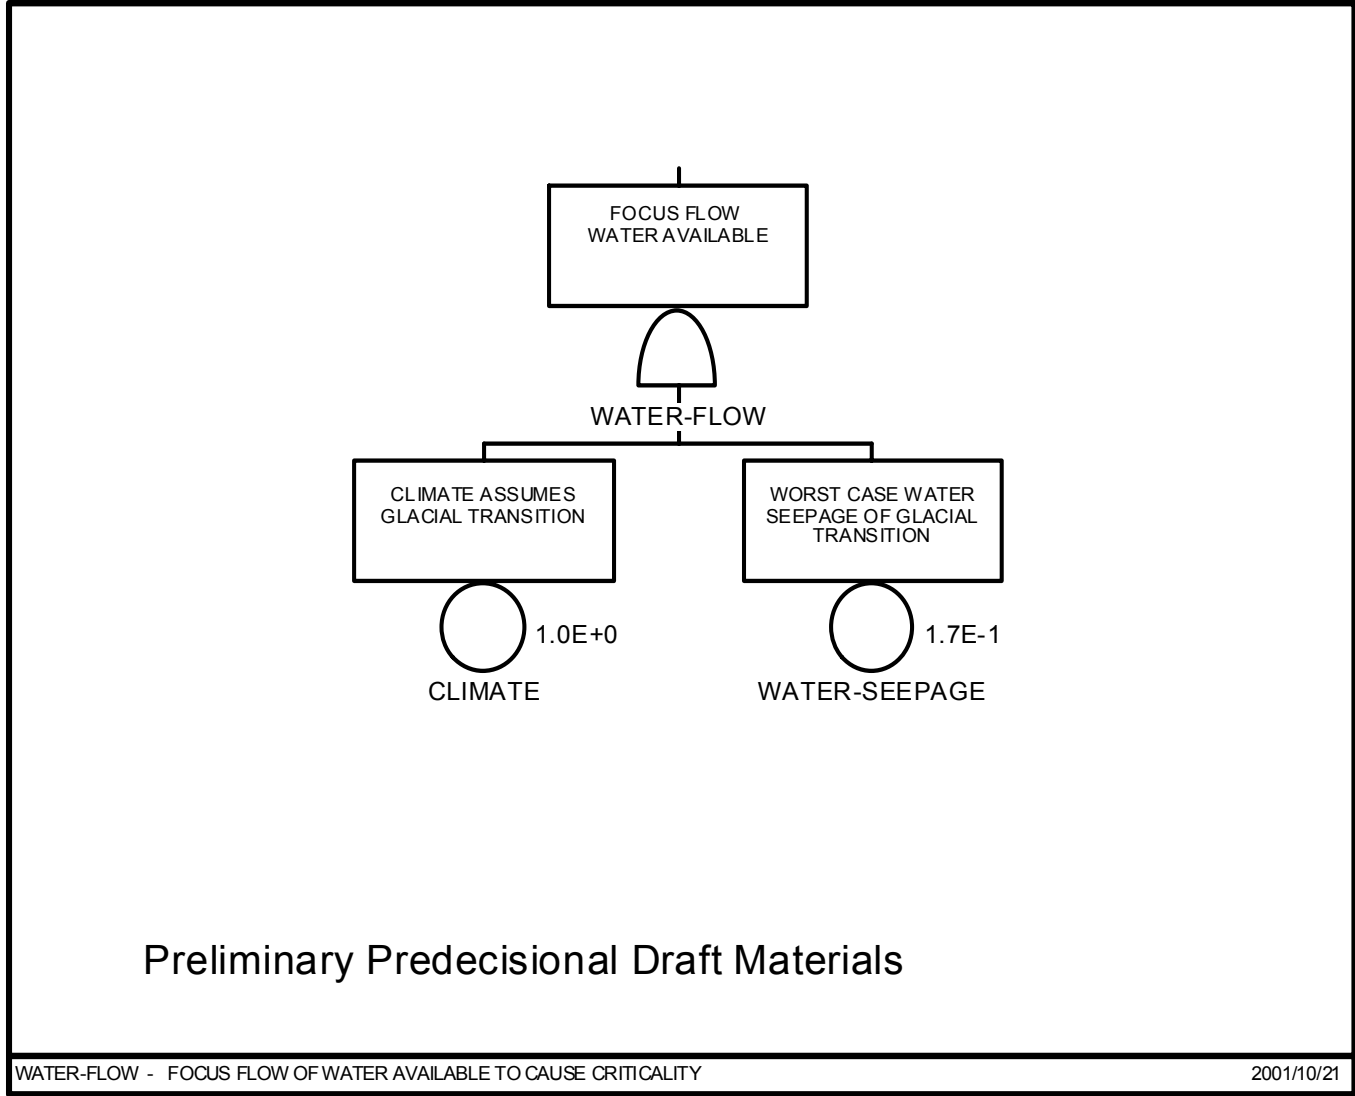 FOCUS FLOW
WATER AVAILABLE
WATER-FLOW
CLIMATE ASSUMES
GLACIAL TRANSITION
WORST CASE WATER
SEEPAGE OF GLACIAL
TRANSITION
1.0E+0
1.7E-1
CLIMATE
WATER-SEEPAGE
Preliminary Predecisional Draft Materials
WATER-FLOW - FOCUS FLOW OF WATER AVAILABLE TO CAUSE CRITICALITY
2001/10/21